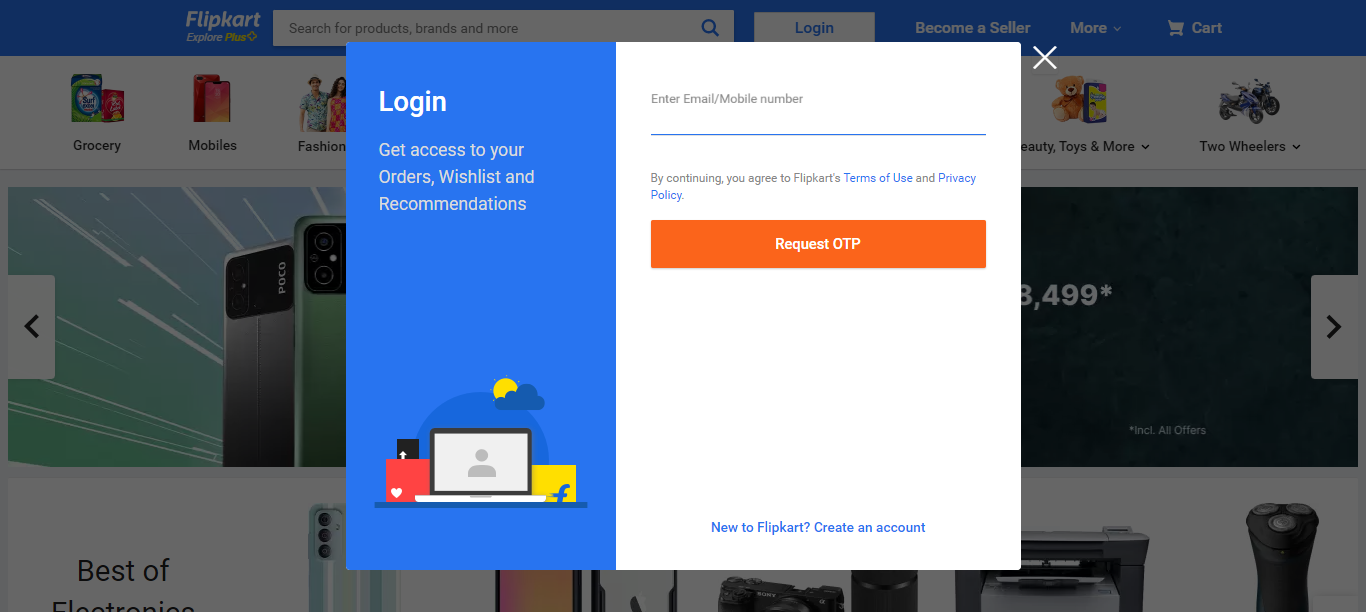 Flipkart
Explore Plus
Search for products, brands and more
Login
Become a Seller
More
Cart
Grocery
Mobiles
Fashion
eauty, Toys & More
Two Wheelers
Login
Get access to your
Orders, Wishlist and
Recommendations
Enter Email/Mobile number
By continuing, you agree to Flipkart's Terms of Use and Privacy
Policy.
Request OTP
New to Flipkart? Create an account
POCO
8,499*
*Incl. All Offers
Best of
Electronics
SONY